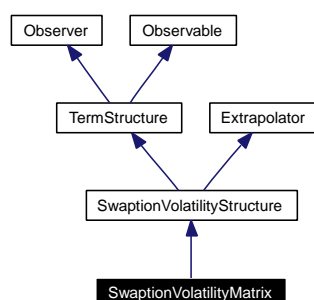 Observer
Observable
TermStructure
Extrapolator
SwaptionVolatilityStructure
SwaptionVolatilityMatrix